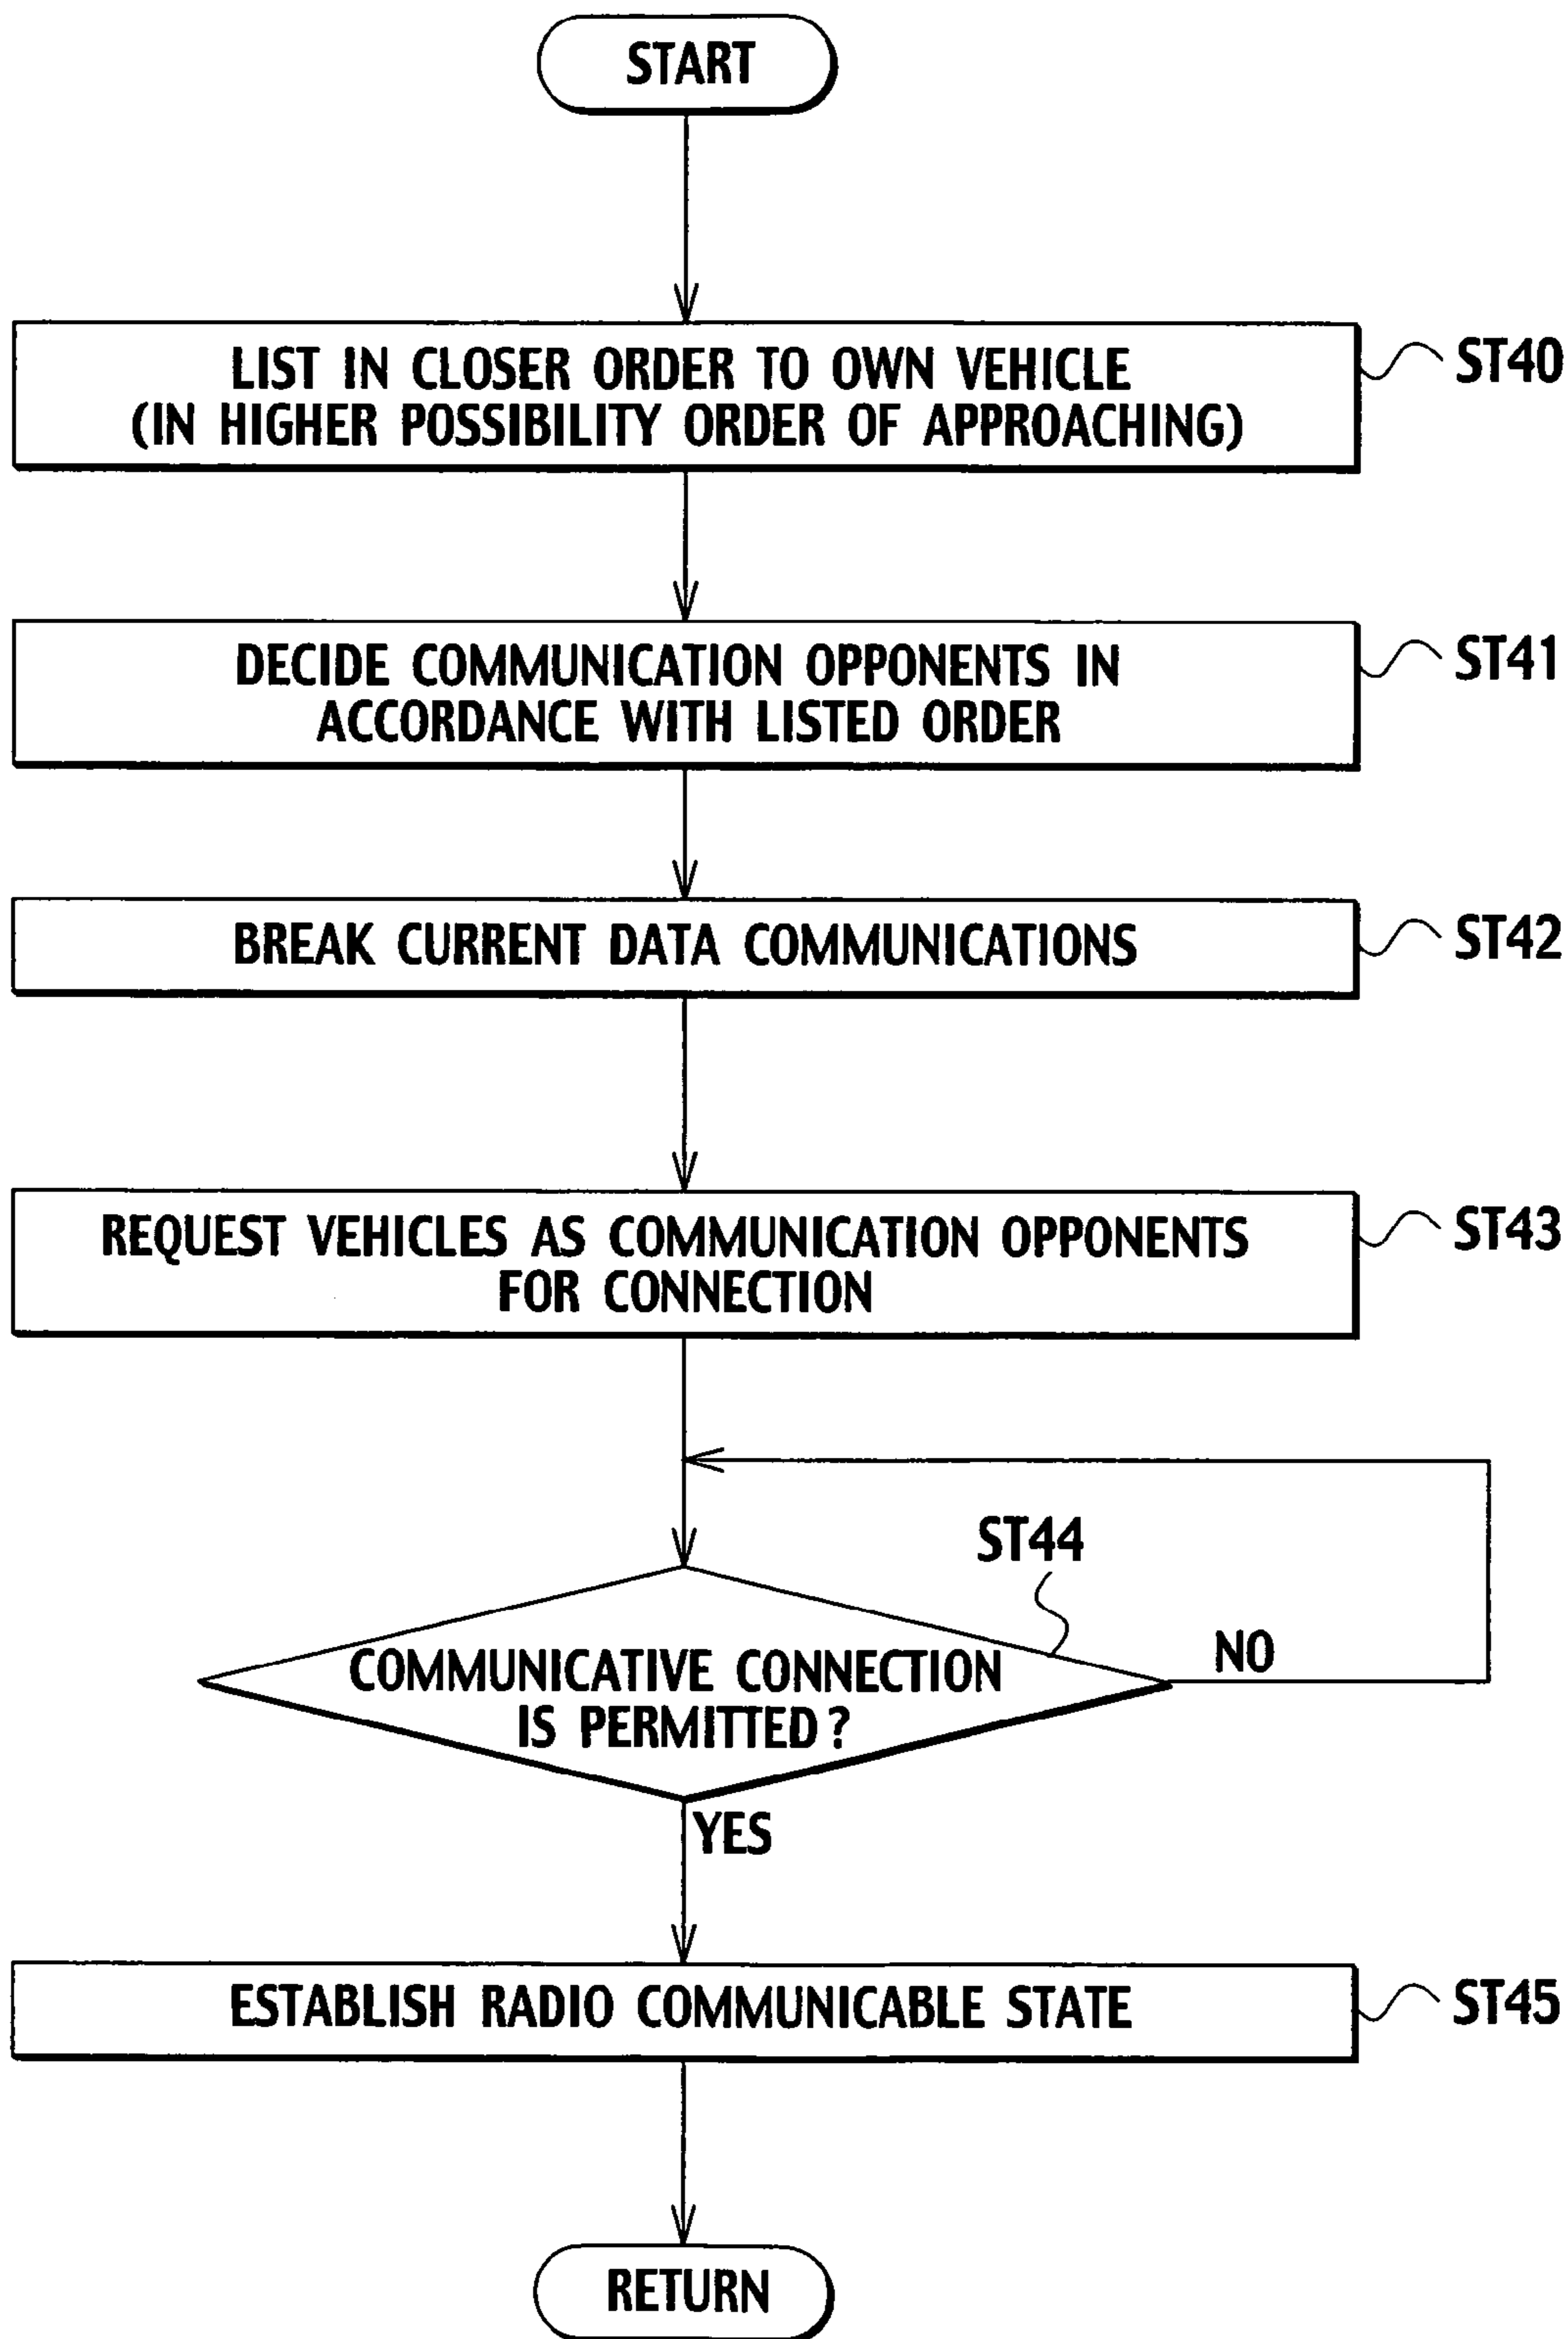 START
LIST IN CLOSER ORDER TO OWN VEHICLE
(IN HIGHER POSSIBILITY ORDER OF APPROACHING)
ST40
DECIDE COMMUNICATION OPPONENTS IN
ACCORDANCE WITH LISTED ORDER
ST41
BREAK CURRENT DATA COMMUNICATIONS
ST42
REQUEST VEHICLES AS COMMUNICATION OPPONENTS
FOR CONNECTION
ST43
ST44
COMMUNICATIVE CONNECTION
IS PERMITTED?
NO
YES
ESTABLISH RADIO COMMUNICABLE STATE
ST45
RETURN